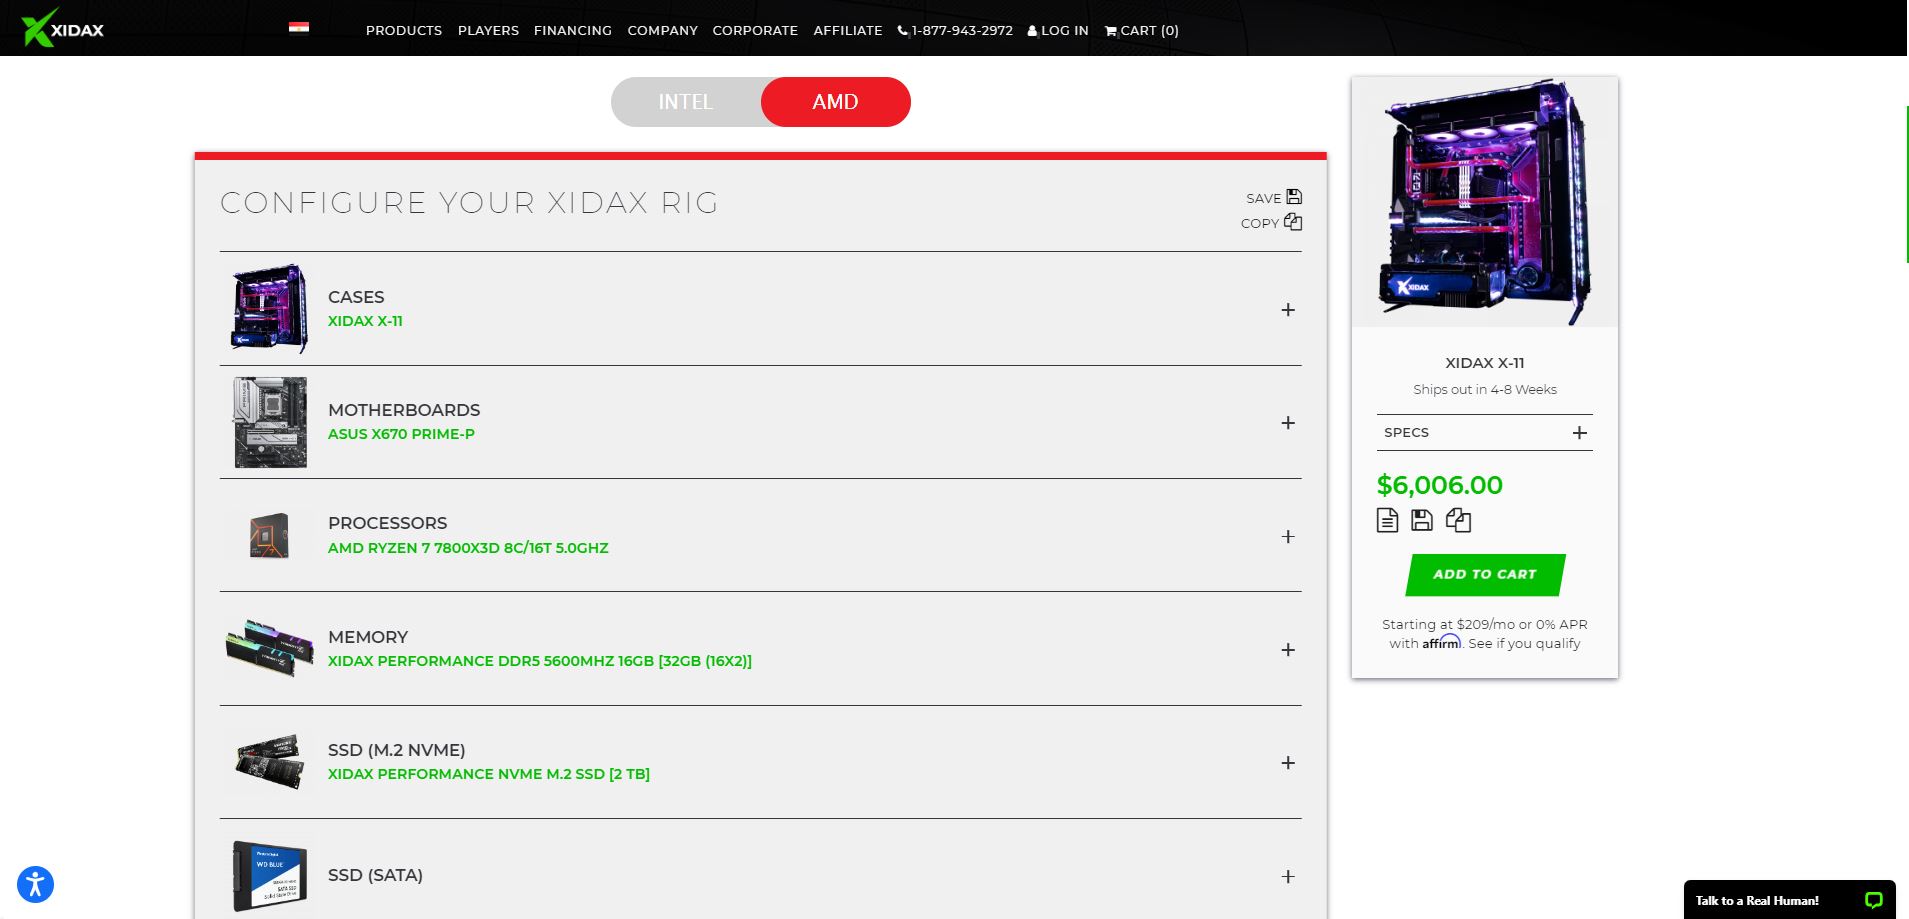 XIDAX
PRODUCTS
PLAYERS
FINANCING
COMPANY
CORPORATE
AFFILIATE
1-877-943-2972
LOG IN
CART (0)
INTEL
AMD
CONFIGURE YOUR XIDAX RIG
SAVE
COPY
CASES
XIDAX X-11
MOTHERBOARDS
ASUS X670 PRIME-P
PROCESSORS
AMD RYZEN 7 7800X3D 8C/16T 5.0GHZ
MEMORY
XIDAX PERFORMANCE DDR5 5600MHZ 16GB [32GB (16X2)]
SSD (M.2 NVME)
XIDAX PERFORMANCE NVME M.2 SSD [2 TB]
WD BLUE
SSD (SATA)
XIDAX
XIDAX X-11
Ships out in 4-8 Weeks
SPECS
$6,006.00
ADD TO CART
Starting at $209/mo or 0% APR
with affirm. See if you qualify
Talk to a Real Human!